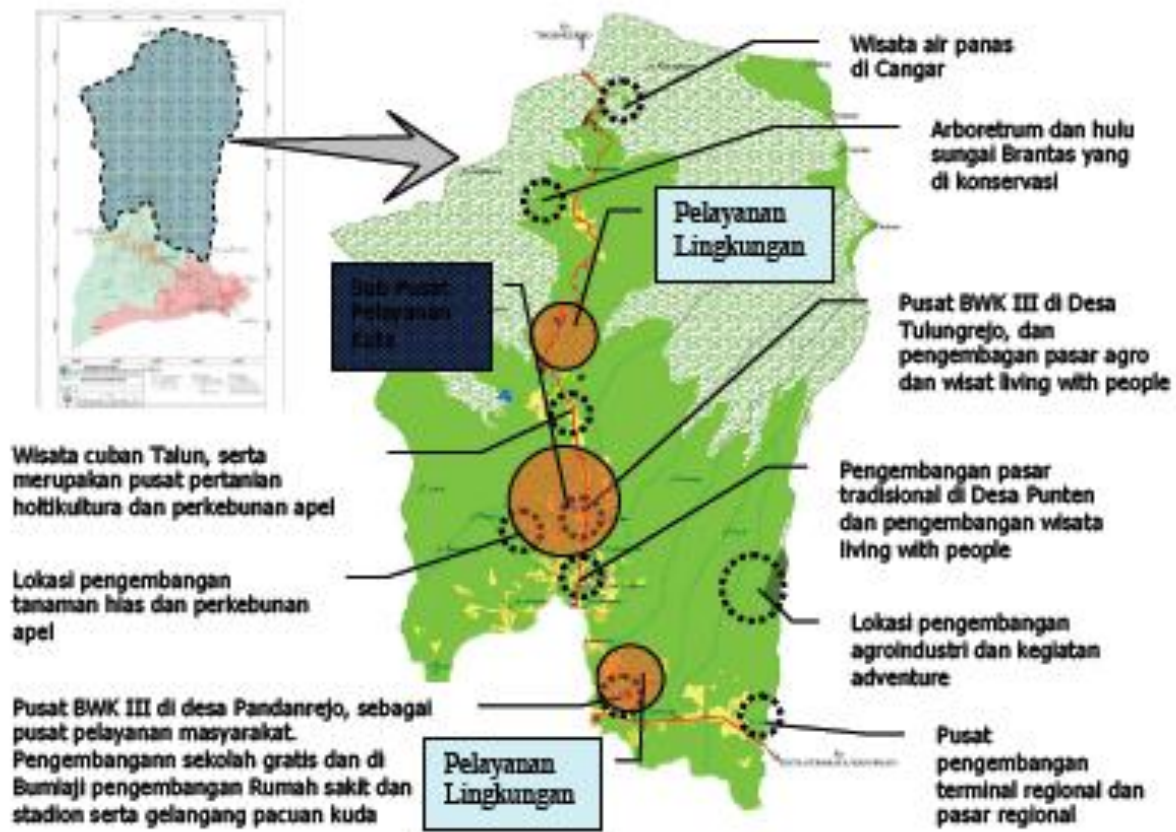 Wisata air panas
di Cangar
Arboretrum dan hulu
sungai Brantas yang
di konservasi
Pelayanan
Lingkungan
Sub Pusat
Pelayanan
Kota
Pusat BWK III di Desa
Tulungrejo, dan
pengembagan pasar agro
dan wisat living with people
Wisata cuban Talun, serta
merupakan pusat pertanian
holtikultura dan perkebunan apel
Pengembangan pasar
tradisional di Desa Punten
dan pengembangan wisata
living with people
Lokasi pengembangan
tanaman hias dan perkebunan
apel
Lokasi pengembangan
agroindustri dan kegiatan
adventure
Pusat BWK III di desa Pandanrejo, sebagai
pusat pelayanan masyarakat.
Pengembangann sekolah gratis dan di
Bumiaji pengembangan Rumah sakit dan
stadion serta gelangang pacuan kuda
Pelayanan
Lingkungan
Pusat
pengembangan
terminal regional dan
pasar regional